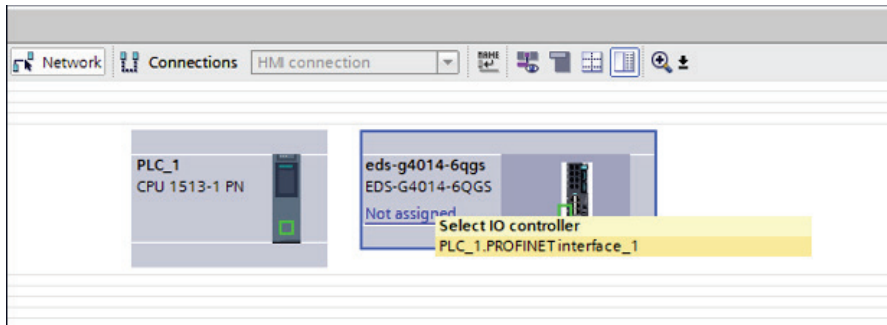 Network Connections HMI connection
NAME
PLC_1
CPU 1513-1 PN
eds-g4014-6qgs
EDS-G4014-6QGS
Not assigned
Select IO controller
PLC_1.PROFINET interface_1